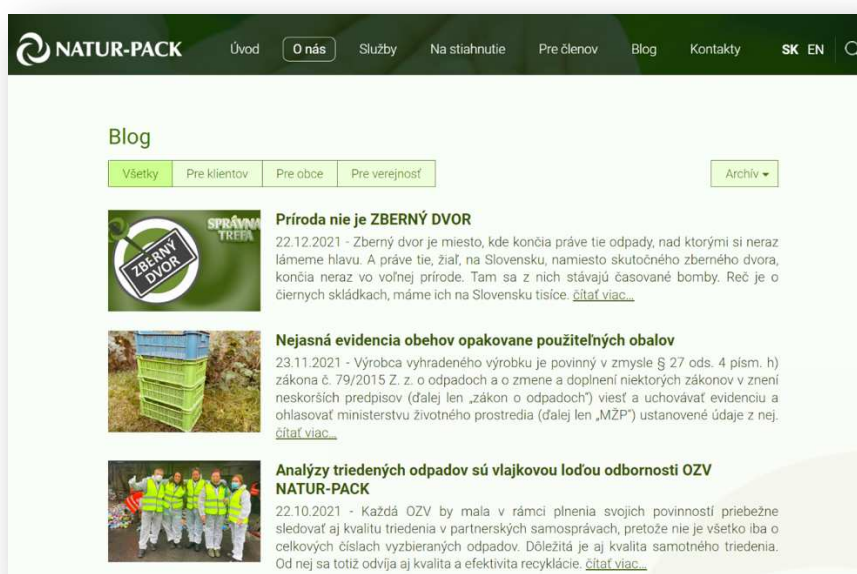 NATUR-PACK
Úvod
O nás
Služby
Na stiahnutie
Pre členov
Blog
Kontakty
SK EN
Blog
Všetky
Pre klientov
Pre obce
Pre verejnosť
Archív
SPRÁVNA
TREFA
ZBERNÝ
DVOR
Príroda nie je ZBERNÝ DVOR
22.12.2021 - Zberný dvor je miesto, kde končia práve tie odpady, nad ktorými si neraz
lámeme hlavu. A práve tie, žiaľ, na Slovensku, namiesto skutočného zberného dvora,
končia neraz vo voľnej prírode. Tam sa z nich stávajú časované bomby. Reč je o
čiernych skládkach, máme ich na Slovensku tisíce. čítať viac...
Nejasná evidencia obehov opakovane použiteľných obalov
23.11.2021 - Výrobca vyhradeného výrobku je povinný v zmysle § 27 ods. 4 písm. h)
zákona č. 79/2015 Z. z. o odpadoch a o zmene a doplnení niektorých zákonov v znení
neskorších predpisov (ďalej len „zákon o odpadoch“) viesť a uchovávať evidenciu a
ohlasovať ministerstvu životného prostredia (ďalej len „MŽP“) ustanovené údaje z nej.
čítať viac...
Analýzy triedených odpadov sú vlajkovou loďou odbornosti OZV
NATUR-PACK
22.10.2021 - Každá OZV by mala v rámci plnenia svojich povinností priebežne
sledovať aj kvalitu triedenia v partnerských samosprávach, pretože nie je všetko iba o
celkových číslach vyzbieraných odpadov. Dôležitá je aj kvalita samotného triedenia.
Od nej sa totiž odvíja aj kvalita a efektivita recyklácie. čítať viac...